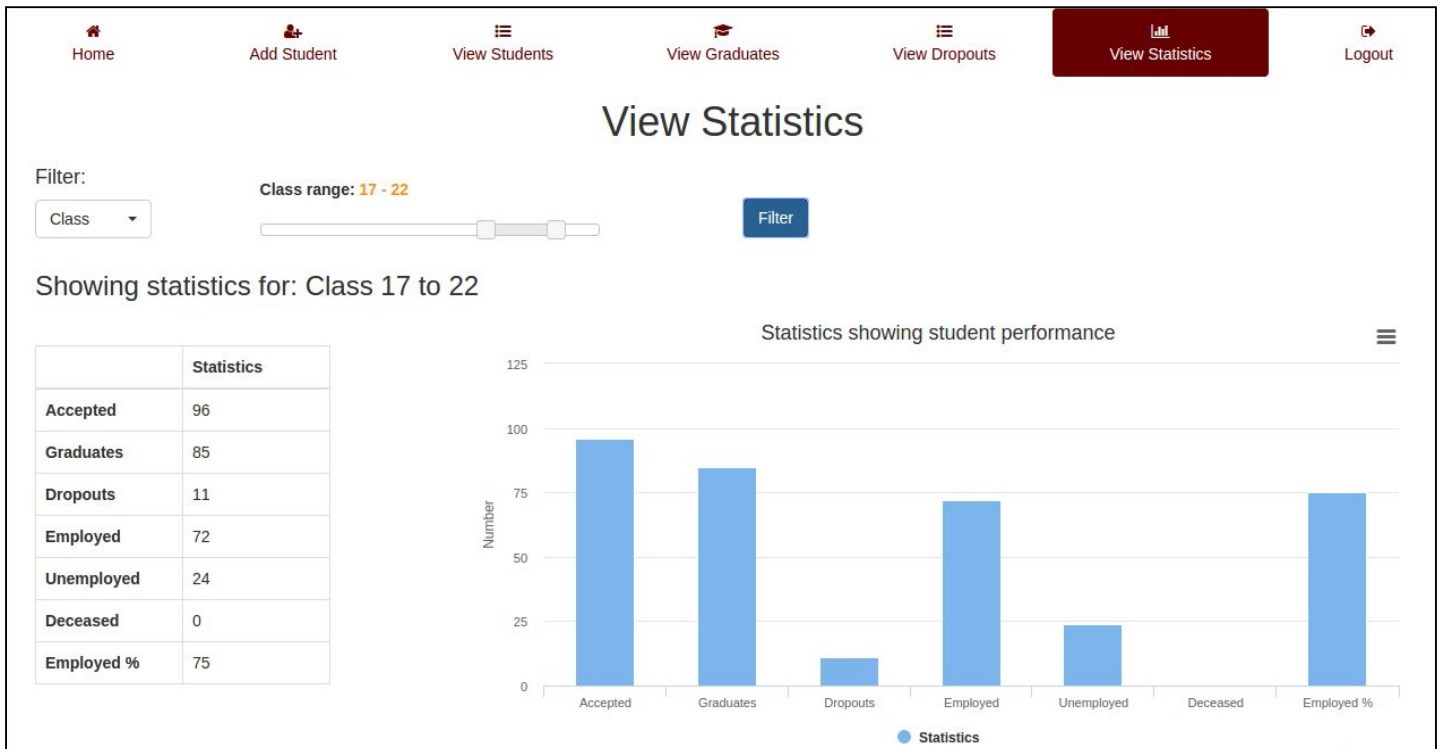 Home Add Student View Students View Graduates View Dropouts View Statistics Logout
View Statistics
Filter:
Class range: 17 - 22
Class
Filter
Showing statistics for: Class 17 to 22
Statistics
Accepted 96
Graduates 85
Dropouts 11
Employed 72
Unemployed 24
Deceased 0
Employed % 75
Statistics showing student performance
Number
125
100
75
50
25
0
Accepted Graduates Dropouts Employed Unemployed Deceased Employed %
Statistics